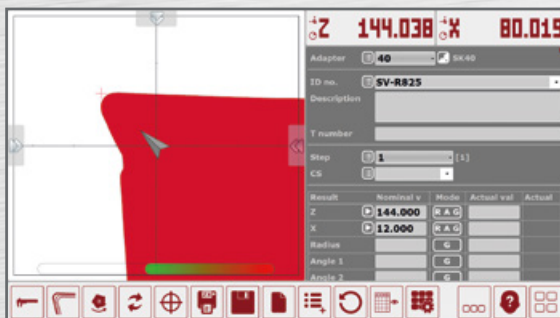 Z 144.038 X 80.019
Adapter 40 SK40
ID no. SV-R825
Description
T number
Step 1 [1]
CS
Result Nominal v Mode Actual val Actual
Z 144.000 R A G
X 12.000 R A G
Radius G
Angle 1 G
Angle 2